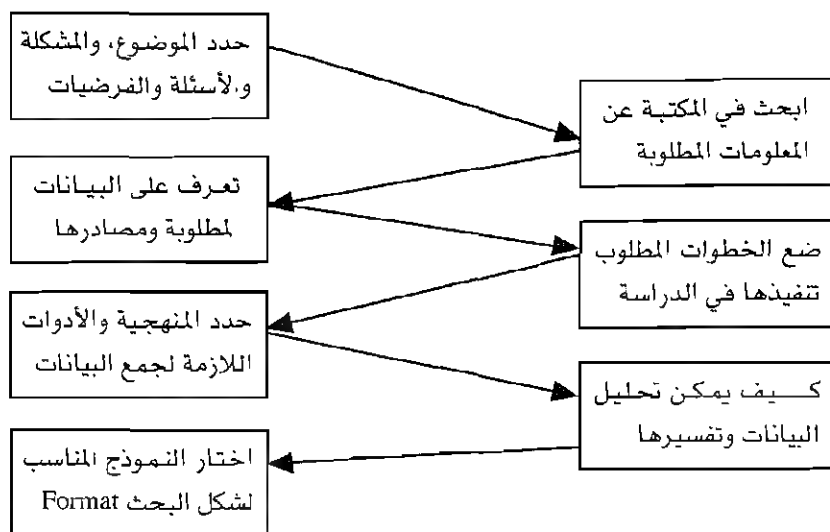 حدد الموضوع، والمشكلة
و.لأسئلة والفرضيات
ابحث في المكتبة عن
المعلومات المطلوبة
تعرف على البيانات
لمطلوبة ومصادرها
ضع الخطوات المطلوب
تنفيذها في الدراسة
حدد المنهجية والأدوات
اللازمة لجمع البيانات
كيف يمكن تحليل
البيانات وتفسيرها
اختار النموذج المناسب
لشكل البحث Format